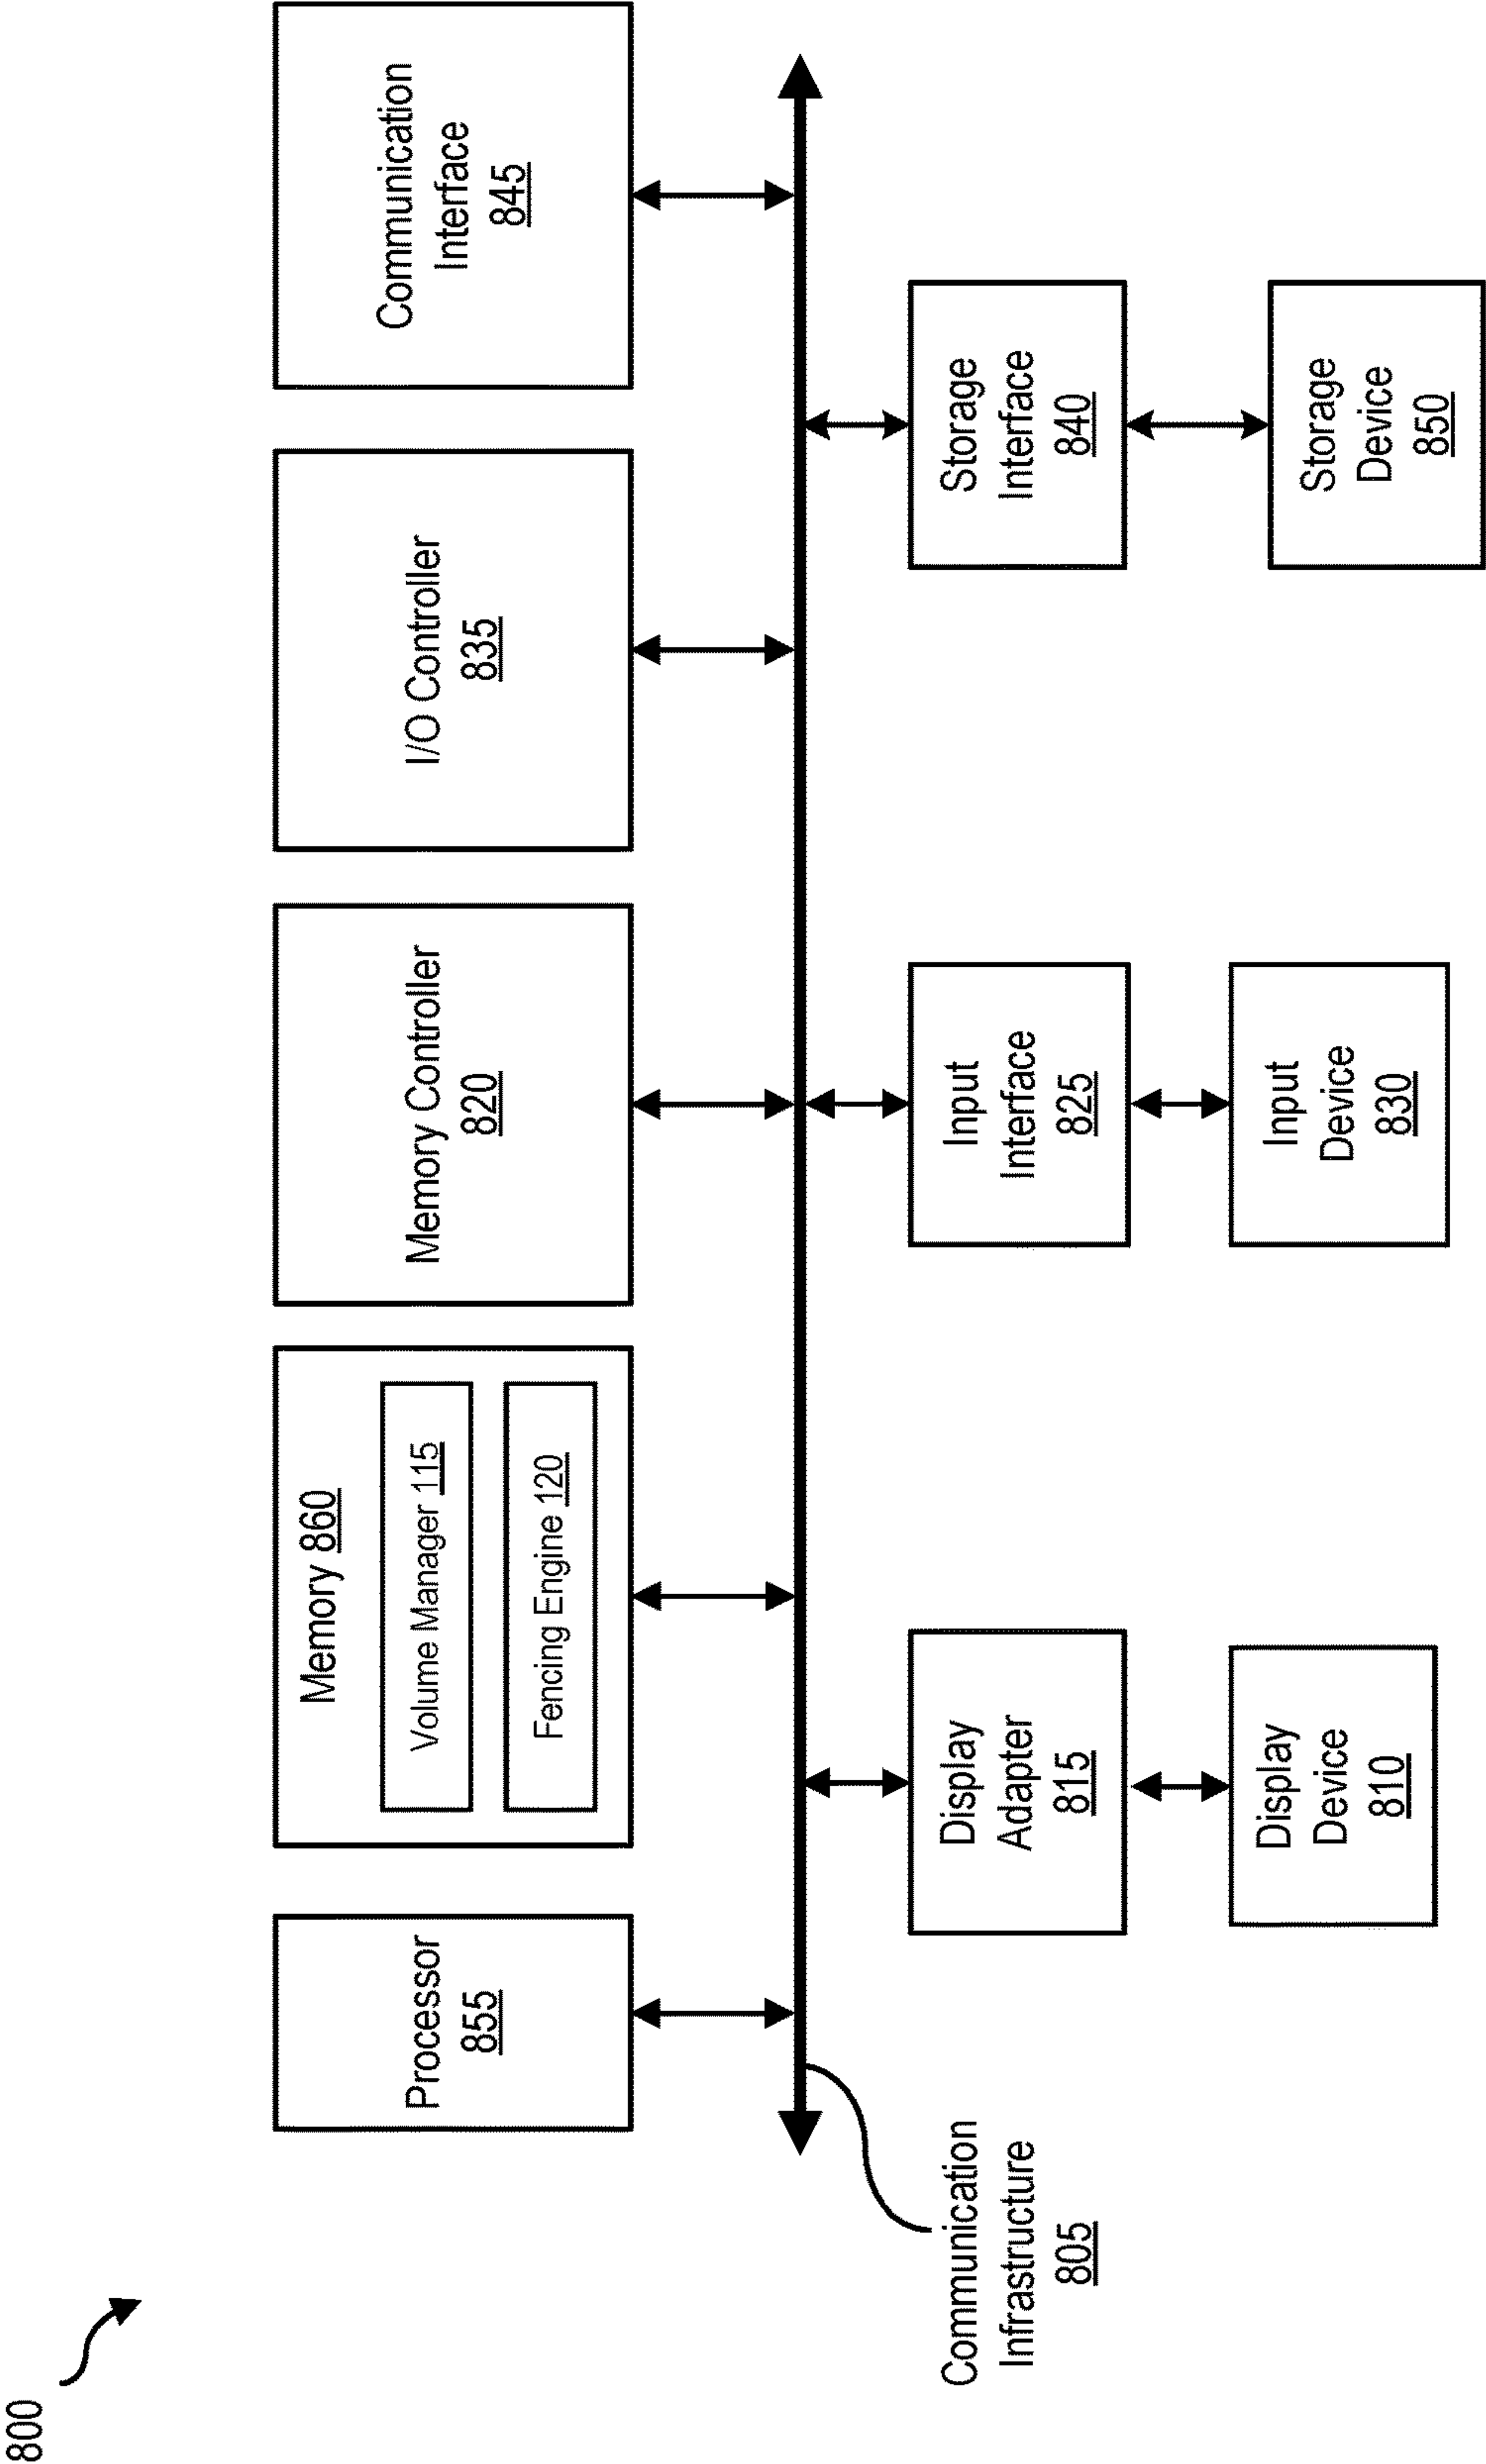 800
Processor
855
Memory 860
Volume Manager 115
Fencing Engine 120
Memory Controller
820
I/O Controller
835
Communication
Interface
845
Communication
Infrastructure
805
Display
Adapter
815
Input
Interface
825
Storage
Interface
840
Display
Device
810
Input
Device
830
Storage
Device
850